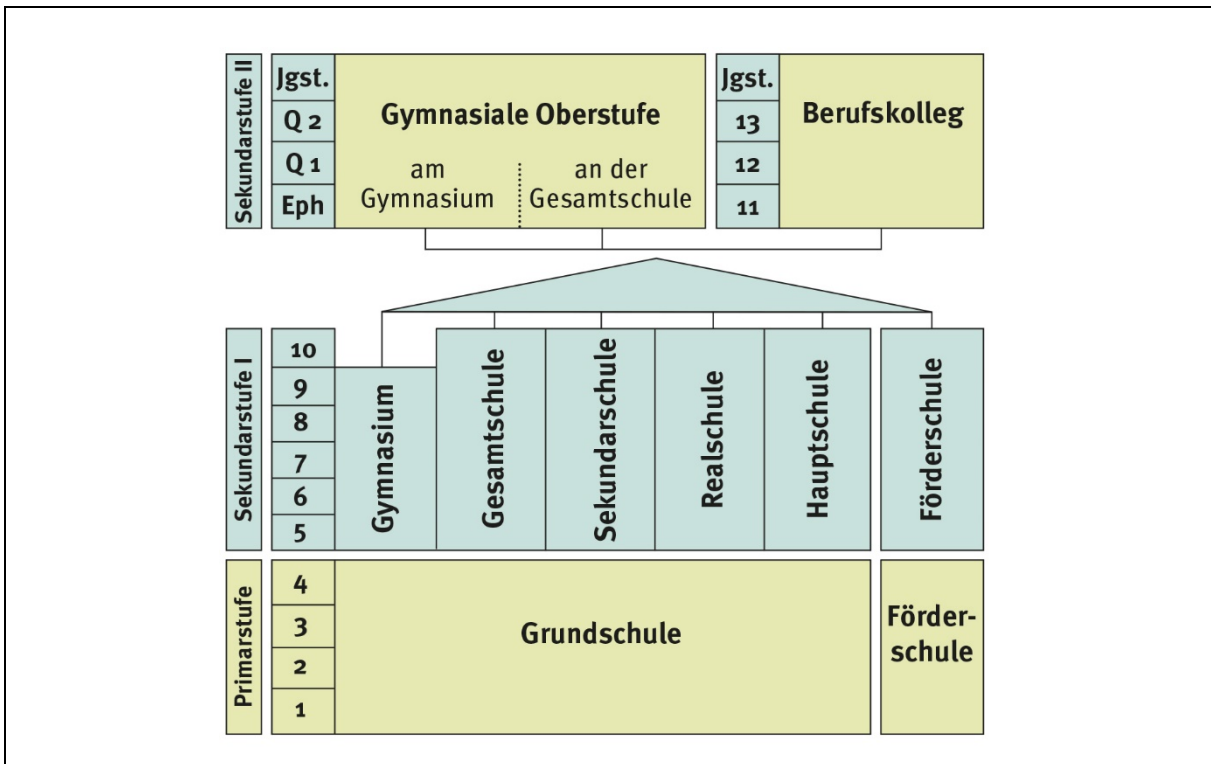 Sekundarstufe II
Jgst.
Q 2
Q 1
Eph
Gymnasiale Oberstufe
am
Gymnasium
an der
Gesamtschule
Jgst.
13
12
11
Berufskolleg
Sekundarstufe I
10
9
8
7
6
5
Gymnasium
Gesamtschule
Sekundarschule
Realschule
Hauptschule
Förderschule
Primarstufe
4
3
2
1
Grundschule
Förder-
schule